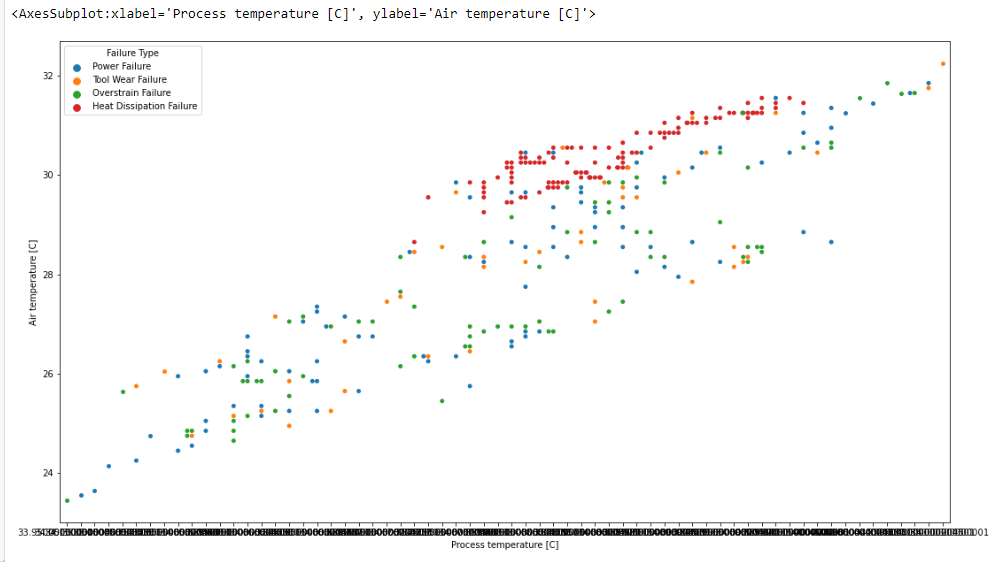 <AxesSubplot:xlabel='Process temperature [C]', ylabel='Air temperature [C]'>
Failure Type
Power Failure
Tool Wear Failure
Overstrain Failure
Heat Dissipation Failure
32
30
28
26
24
Air temperature [C]
Process temperature [C]